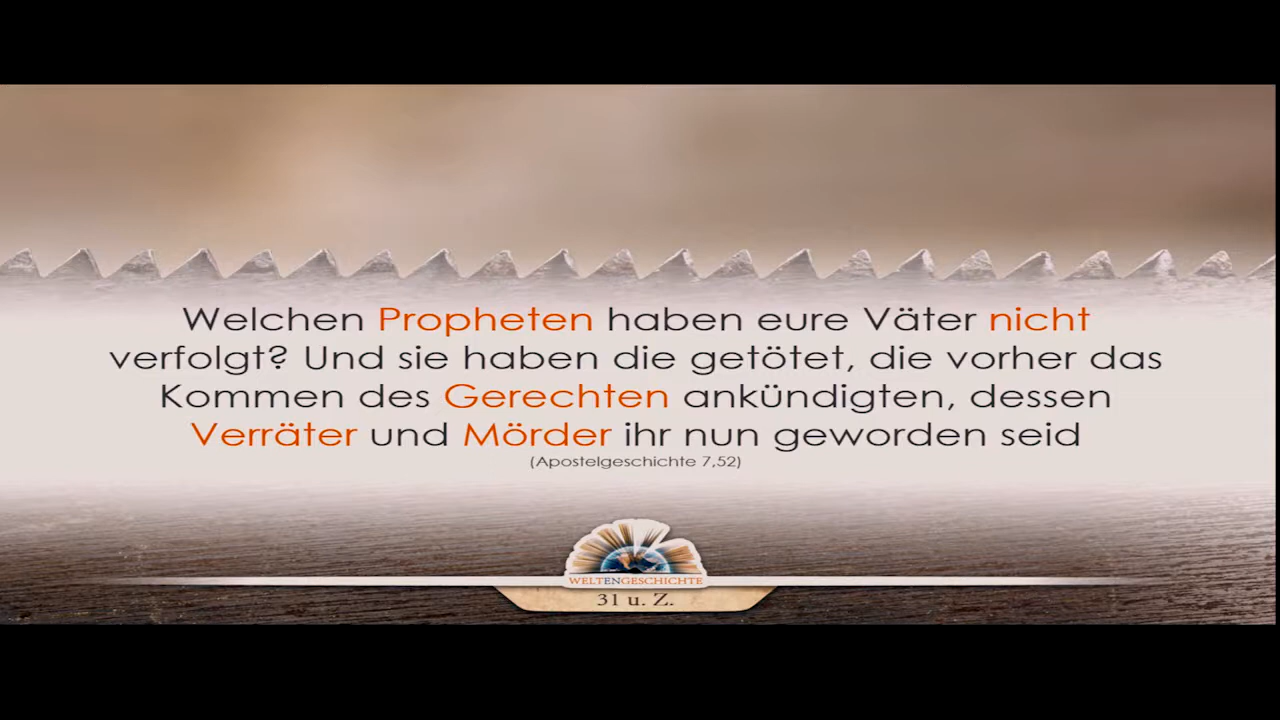 Welchen Propheten haben eure Väter nicht
verfolgt? Und sie haben die getötet, die vorher das
Kommen des Gerechten ankündigten, dessen
Verräter und Mörder ihr nun geworden seid
(Apostelgeschichte 7,52)
WELTENGESCHICHTE
31 u. Z.